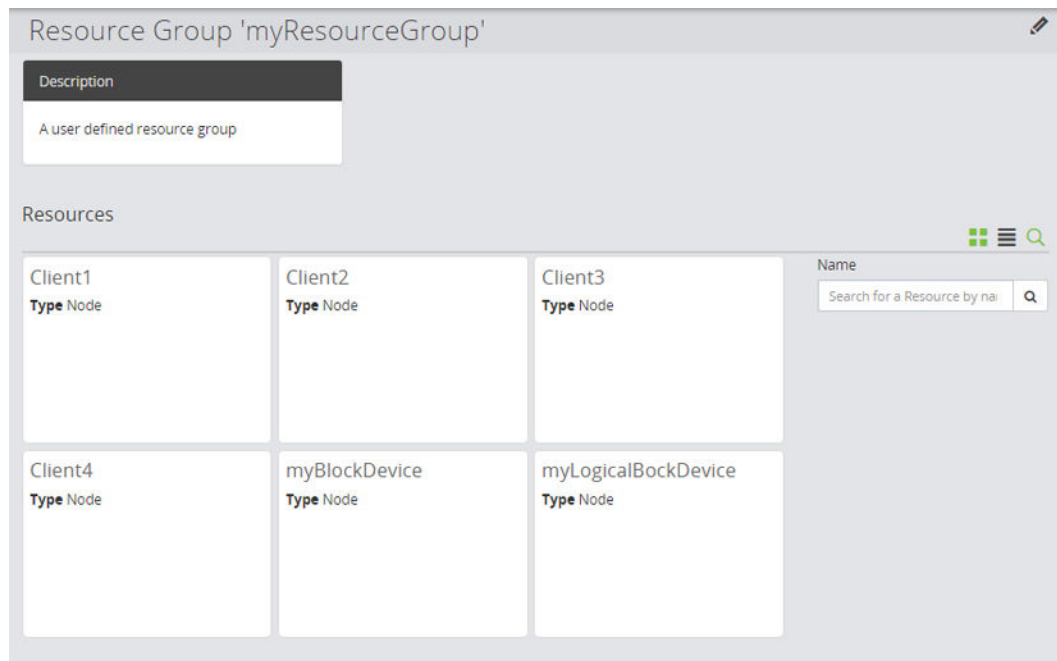 Resource Group 'myResourceGroup'
Description
A user defined resource group
Resources
Client1
Type Node
Client2
Type Node
Client3
Type Node
Name
Search for a Resource by na
Client4
Type Node
myBlockDevice
Type Node
myLogicalBockDevice
Type Node